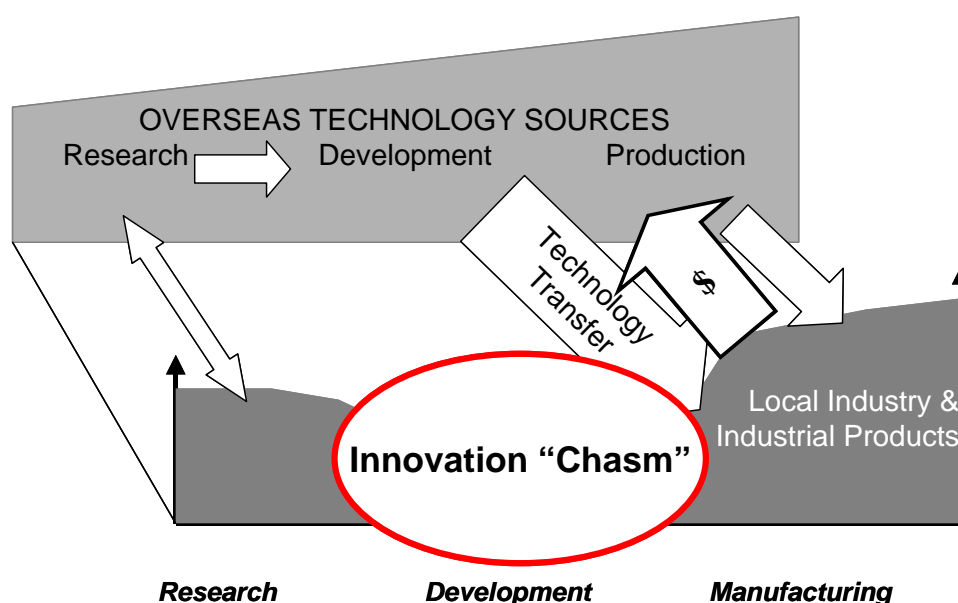 OVERSEAS TECHNOLOGY SOURCES
Research Development Production
Technology
Transfer
$
Local Industry &
Industrial Products
Innovation “Chasm”
Research Development Manufacturing